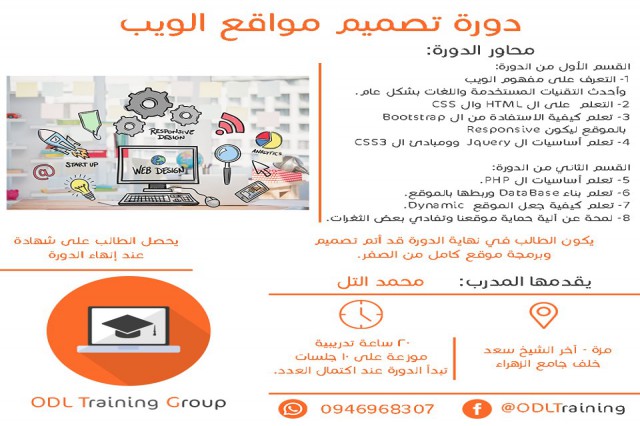 دورة تصميم مواقع الويب
محاور الدورة:
القسم الأول من الدورة:
1- التعرف على مفهوم الويب
وأحدث التقنيات المستخدمة واللغات بشكل عام.
2- التعلم على ال HTML وال CSS
3- تعلم كيفية الاستفادة من ال Bootstrap
بالموقع ليكون Responsive
4- تعلم أساسيات ال Jquery وومبادئ ال CSS3
القسم الثاني من الدورة:
5- تعلم أساسيات ال PHP.
6- تعلم بناء DataBase وربطها بالموقع.
7- تعلم كيفية جعل الموقع Dynamic.
8- لمحة عن آلية حماية موقعنا وتفادي بعض الثغرات.
RESPONSIVE
DESIGN
START UP
WEB DESIGN
ANALYTICS
@
يكون الطالب في نهاية الدورة قد أتم تصميم
وبرمجة موقع كامل من الصفر.
يحصل الطالب على شهادة
عند إنهاء الدورة
يقدمها المدرب: محمد التل
مزة - آخر الشيخ سعد
خلف جامع الزهراء
٢٠ ساعة تدريبية
موزعة على ١٠ جلسات
تبدأ الدورة عند اكتمال العدد.
ODL Training Group
0946968307
@ODLTraining